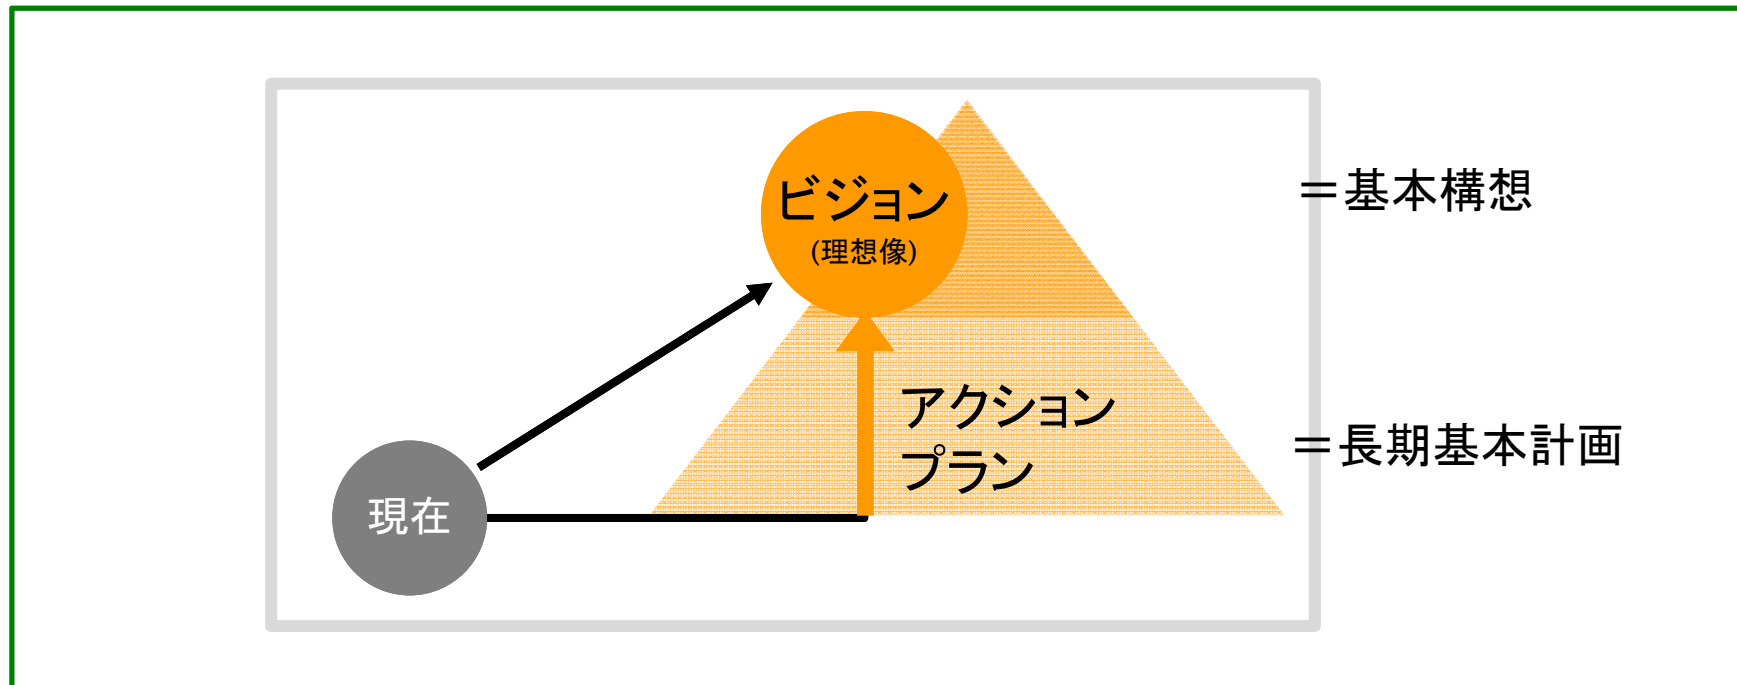 ビジョン
(理想像)
＝基本構想
アクション
プラン
＝長期基本計画
現在